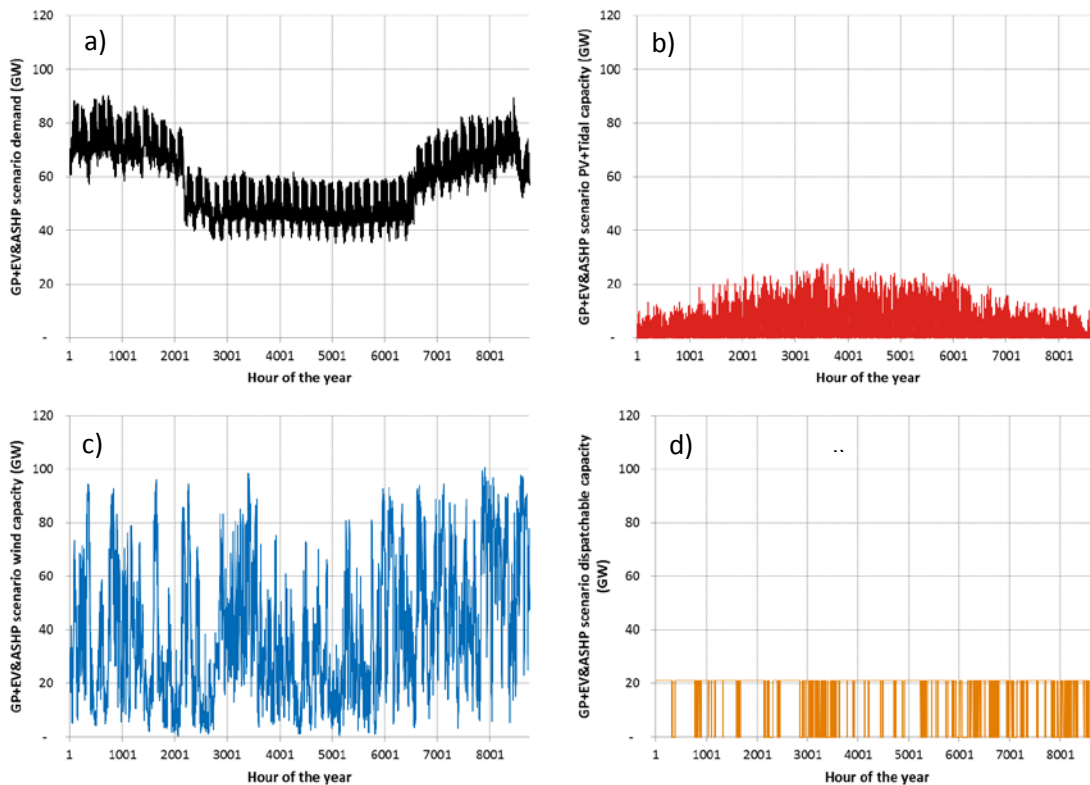 a)
GP+EV&ASHP scenario demand (GW)
120
100
80
60
40
20
-
1 1001 2001 3001 4001 5001 6001 7001 8001
Hour of the year
b)
GP+EV&ASHP scenario PV+Tidal capacity (GW)
120
100
80
60
40
20
-
1 1001 2001 3001 4001 5001 6001 7001 8001
Hour of the year
c)
GP+EV&ASHP scenario wind capacity (GW)
120
100
80
60
40
20
-
1 1001 2001 3001 4001 5001 6001 7001 8001
Hour of the year
d)
GP+EV&ASHP scenario dispatchable capacity
(GW)
120
100
80
60
40
20
-
1 1001 2001 3001 4001 5001 6001 7001 8001
Hour of the year